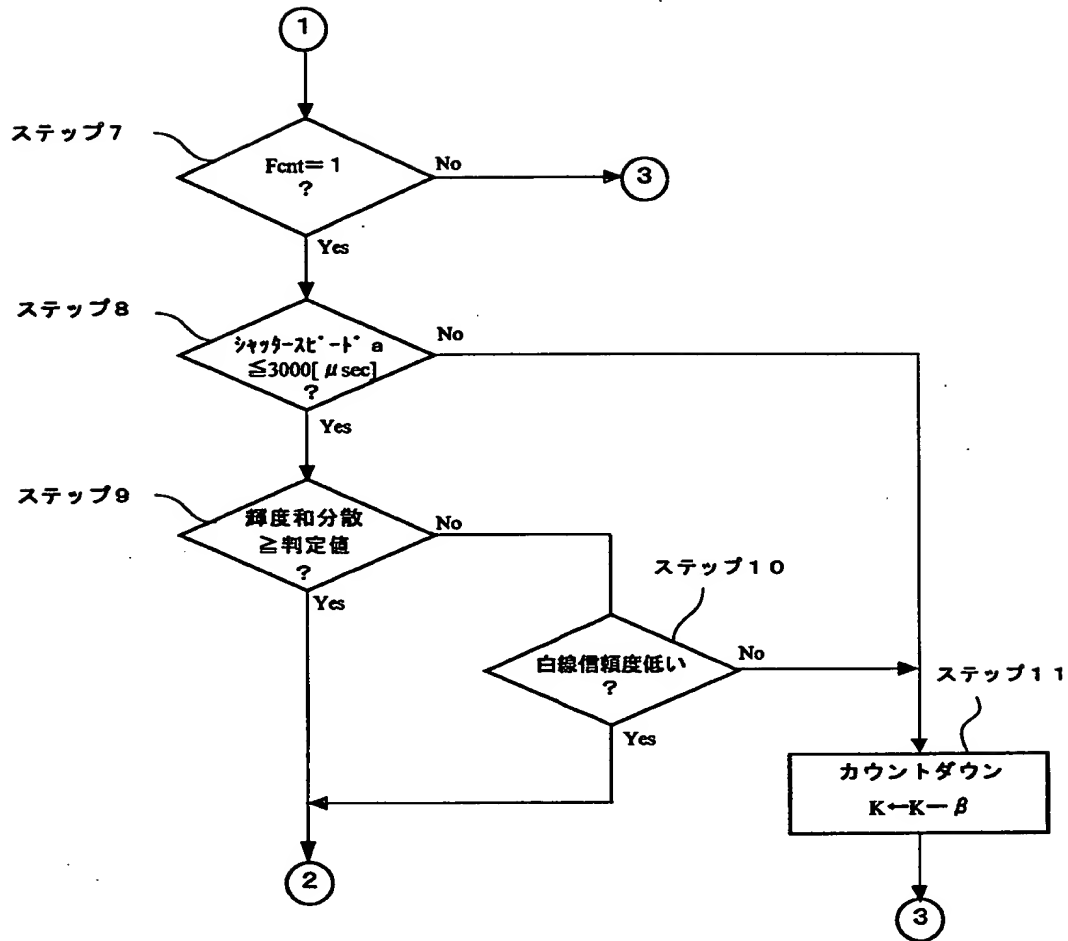 1
ステップ7
Fcnt=1
?
No
3
Yes
ステップ8
シャッタースピード a
≦3000[μsec]
?
No
Yes
ステップ9
輝度和分散
≧判定値
?
No
Yes
ステップ10
白線信頼度低い
?
No
Yes
ステップ11
カウントダウン
K←K-β
2
3